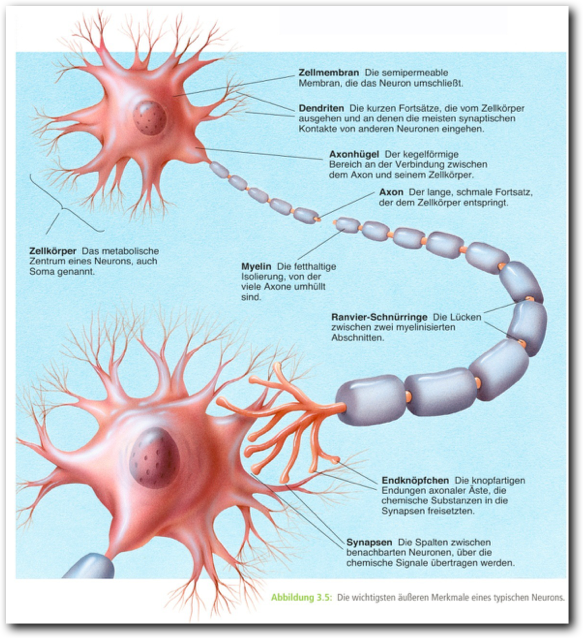 Zellmembran Die semipermeable
Membran, die das Neuron umschließt.
Dendriten Die kurzen Fortsätze, die vom Zellkörper
ausgehen und an denen die meisten synaptischen
Kontakte von anderen Neuronen eingehen.
Axonhügel Der kegelförmige
Bereich an der Verbindung zwischen
dem Axon und seinem Zellkörper.
Axon Der lange, schmale Fortsatz,
der dem Zellkörper entspringt.
Zellkörper Das metabolische
Zentrum eines Neurons, auch
Soma genannt.
Myelin Die fetthaltige
Isolierung, von der
viele Axone umhüllt
sind.
Ranvier-Schnürringe Die Lücken
zwischen zwei myelinisierten
Abschnitten.
Endknöpfchen Die knopfartigen
Endungen axonaler Äste, die
chemische Substanzen in die
Synapsen freisetzten.
Synapsen Die Spalten zwischen
benachbarten Neuronen, über die
chemische Signale übertragen werden.
Abbildung 3.5: Die wichtigsten äußeren Merkmale eines typischen Neurons.